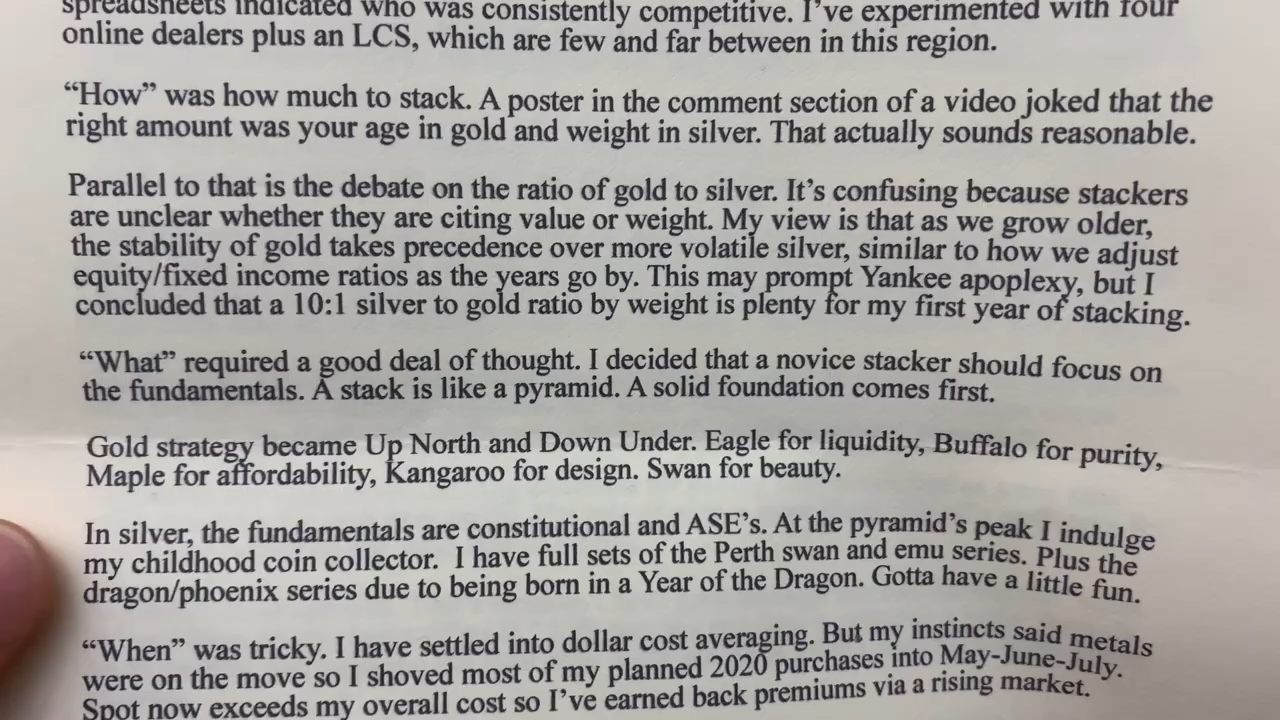 spreadsheets indicated who was consistently competitive. I've experimented with four
online dealers plus an LCS, which are few and far between in this region.
“How” was how much to stack. A poster in the comment section of a video joked that the
right amount was your age in gold and weight in silver. That actually sounds reasonable.
Parallel to that is the debate on the ratio of gold to silver. It's confusing because stackers
are unclear whether they are citing value or weight. My view is that as we grow older,
the stability of gold takes precedence over more volatile silver, similar to how we adjust
equity/fixed income ratios as the years go by. This may prompt Yankee apoplexy, but I
concluded that a 10:1 silver to gold ratio by weight is plenty for my first year of stacking.
“What” required a good deal of thought. I decided that a novice stacker should focus on
the fundamentals. A stack is like a pyramid. A solid foundation comes first.
Gold strategy became Up North and Down Under. Eagle for liquidity, Buffalo for purity,
Maple for affordability, Kangaroo for design. Swan for beauty.
In silver, the fundamentals are constitutional and ASE's. At the pyramid's peak I indulge
my childhood coin collector. I have full sets of the Perth swan and emu series. Plus the
dragon/phoenix series due to being born in a Year of the Dragon. Gotta have a little fun.
“When” was tricky. I have settled into dollar cost averaging. But my instincts said metals
were on the move so I shoved most of my planned 2020 purchases into May-June-July.
Spot now exceeds my overall cost so I've earned back premiums via a rising market.